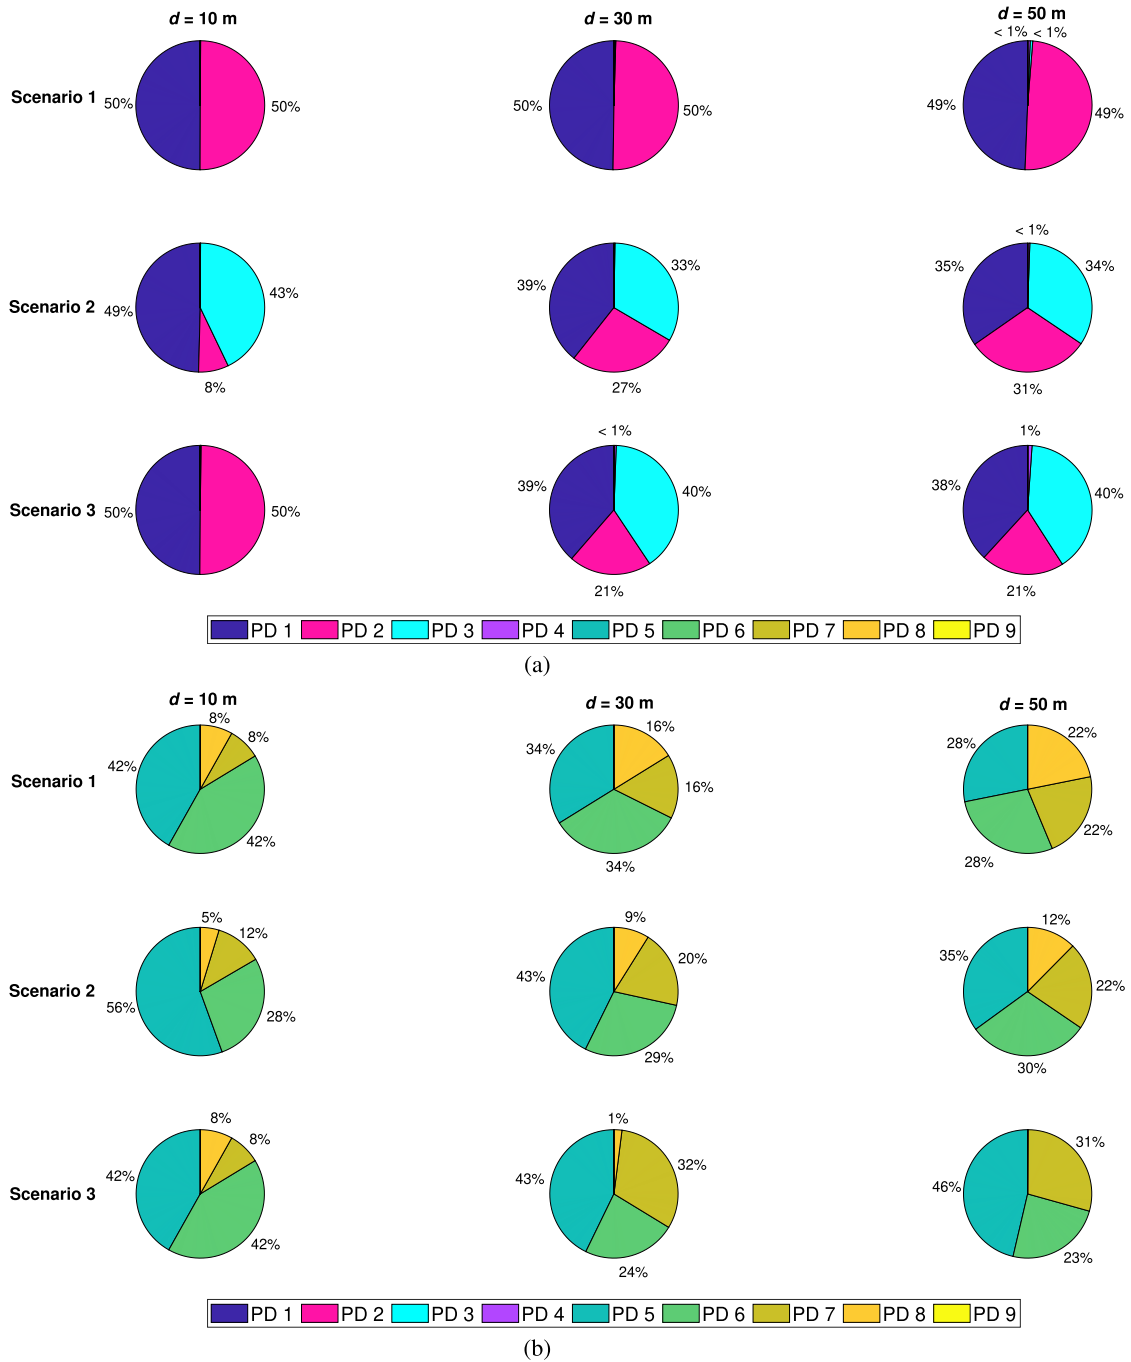 d = 10 m d = 30 m d = 50 m
< 1% < 1%
Scenario 1 50% 50% 50% 50% 49% 49%
< 1%
Scenario 2 49% 43% 39% 33% 35% 34%
8% 27% 31%
< 1% 1%
Scenario 3 50% 50% 39% 40% 38% 40%
21% 21%
PD 1 PD 2 PD 3 PD 4 PD 5 PD 6 PD 7 PD 8 PD 9
(a)
d = 10 m d = 30 m d = 50 m
8% 16% 22%
Scenario 1 42% 8% 34% 16% 28% 22%
42% 34% 28%
5% 12% 9% 12%
Scenario 2 56% 28% 43% 20% 35% 22%
29% 30%
8% 8% 1%
Scenario 3 42% 42% 43% 32% 46% 31%
24% 23%
PD 1 PD 2 PD 3 PD 4 PD 5 PD 6 PD 7 PD 8 PD 9
(b)